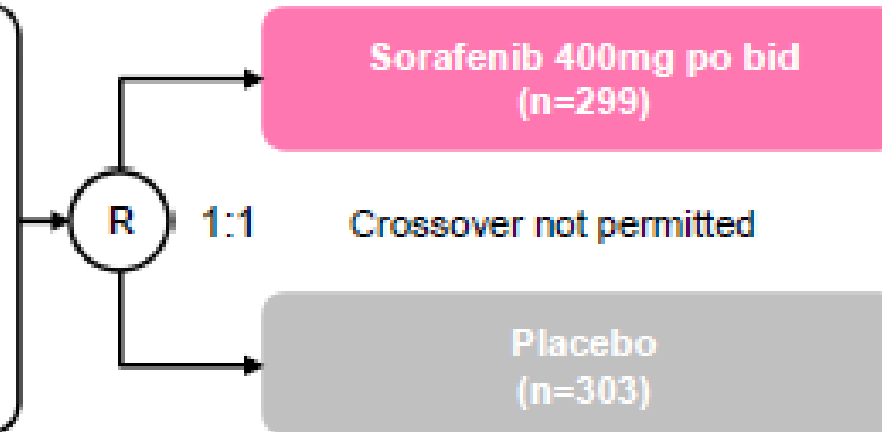 Sorafenib 400mg po bid
(n=299)
R 1:1 Crossover not permitted
Placebo
(n=303)